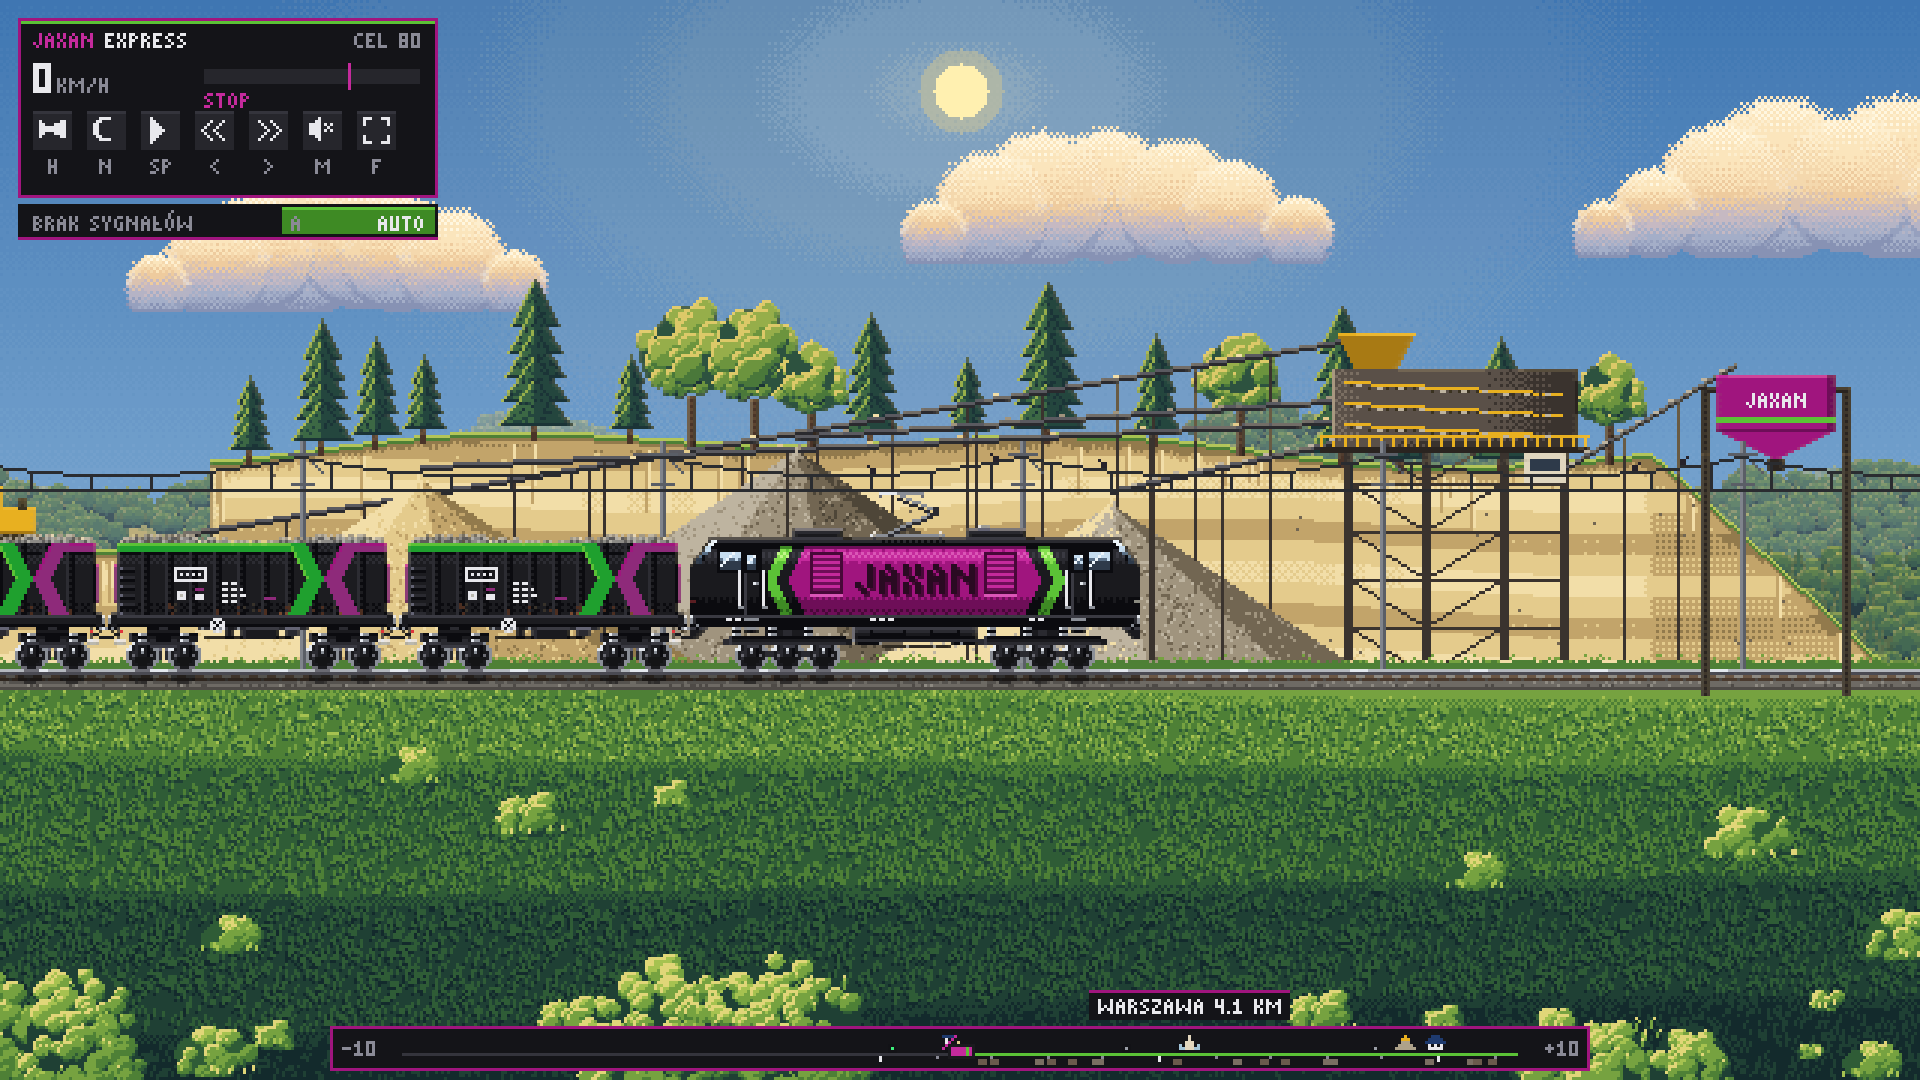 JAXAN EXPRESS CEL 80
0 KM/H
STOP
H N SP < > M F
BRAK SYGNAŁÓW A AUTO
JAXAN
JAXAN
WARSZAWA 4.1 KM
-10 +10